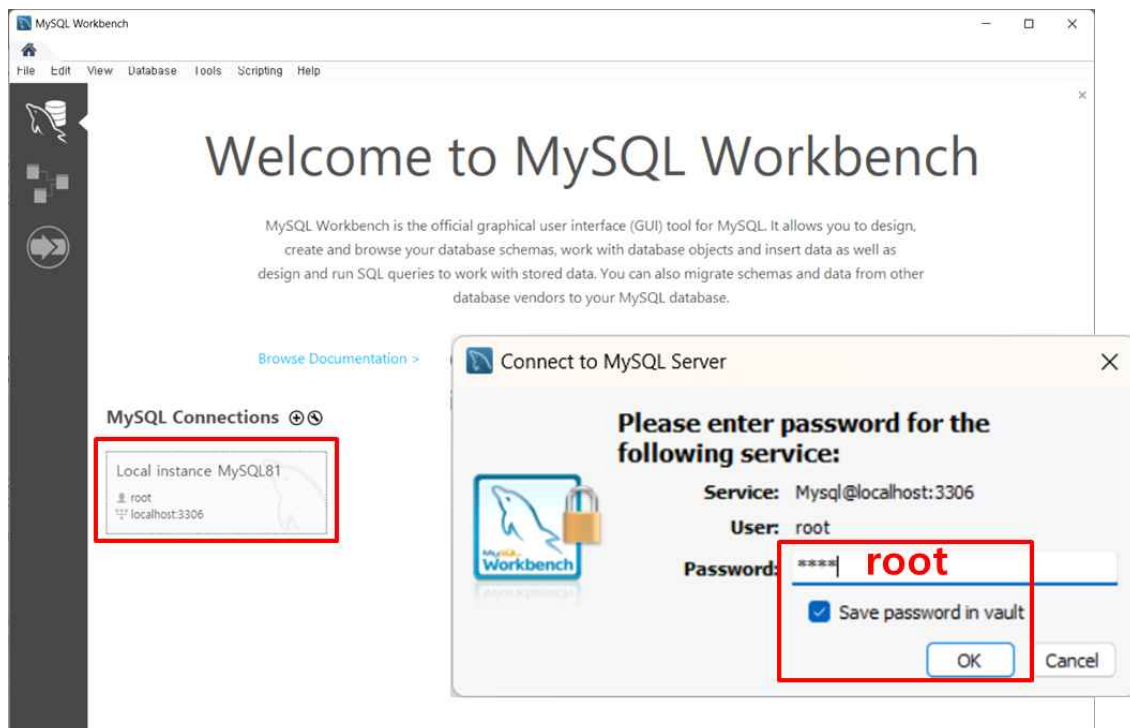 MySQL Workbench
File Edit View Database Tools Scripting Help
Welcome to MySQL Workbench
MySQL Workbench is the official graphical user interface (GUI) tool for MySQL. It allows you to design,
create and browse your database schemas, work with database objects and insert data as well as
design and run SQL queries to work with stored data. You can also migrate schemas and data from other
database vendors to your MySQL database.
Browse Documentation >
MySQL Connections
Local instance MySQL81
root
localhost:3306
Connect to MySQL Server
Please enter password for the
following service:
Service: Mysql@localhost:3306
User: root
Password: **** root
Save password in vault
OK Cancel
MySQL
Workbench